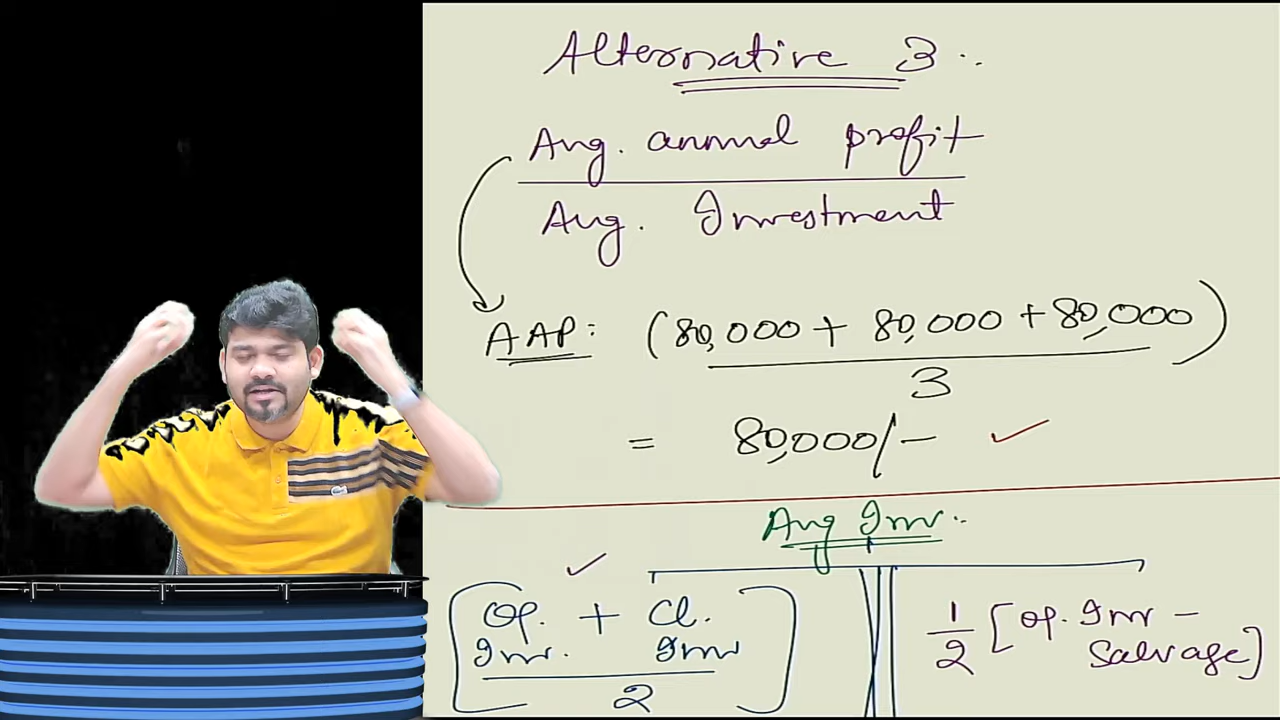 Alternative 3..
Avg. annual profit
Avg. Investment
AAP: (80,000 + 80,000 + 80,000)
3
= 80,000/-
Avg Inv.
[Op. Inv. + Cl. Inv]
2
1/2 [Op. Inv - Salvage]